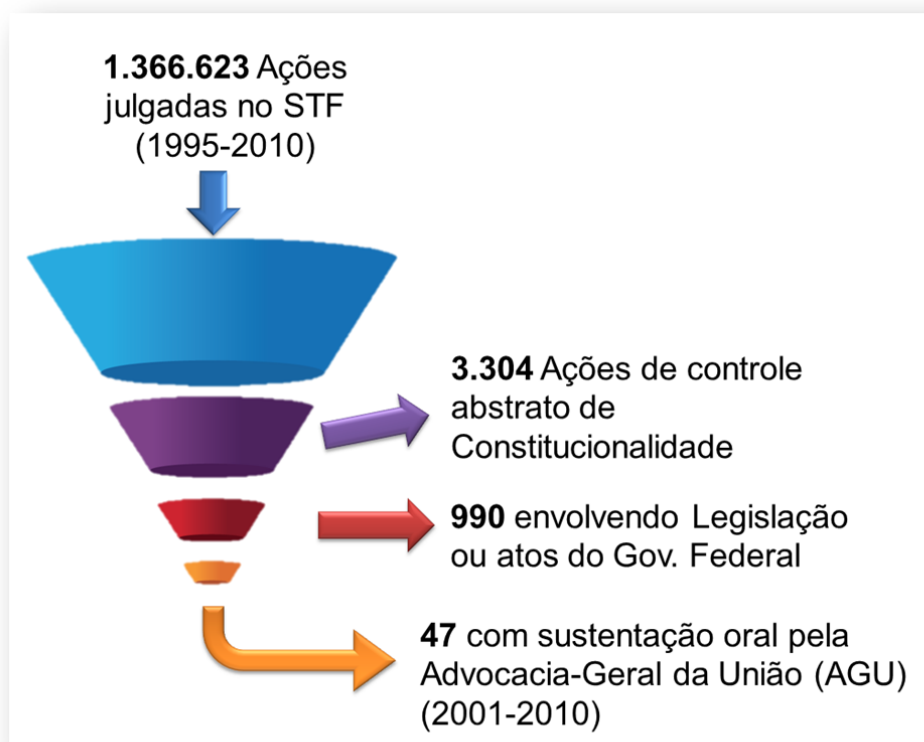 1.366.623 Ações
julgadas no STF
(1995-2010)
3.304 Ações de controle
abstrato de
Constitucionalidade
990 envolvendo Legislação
ou atos do Gov. Federal
47 com sustentação oral pela
Advocacia-Geral da União (AGU)
(2001-2010)